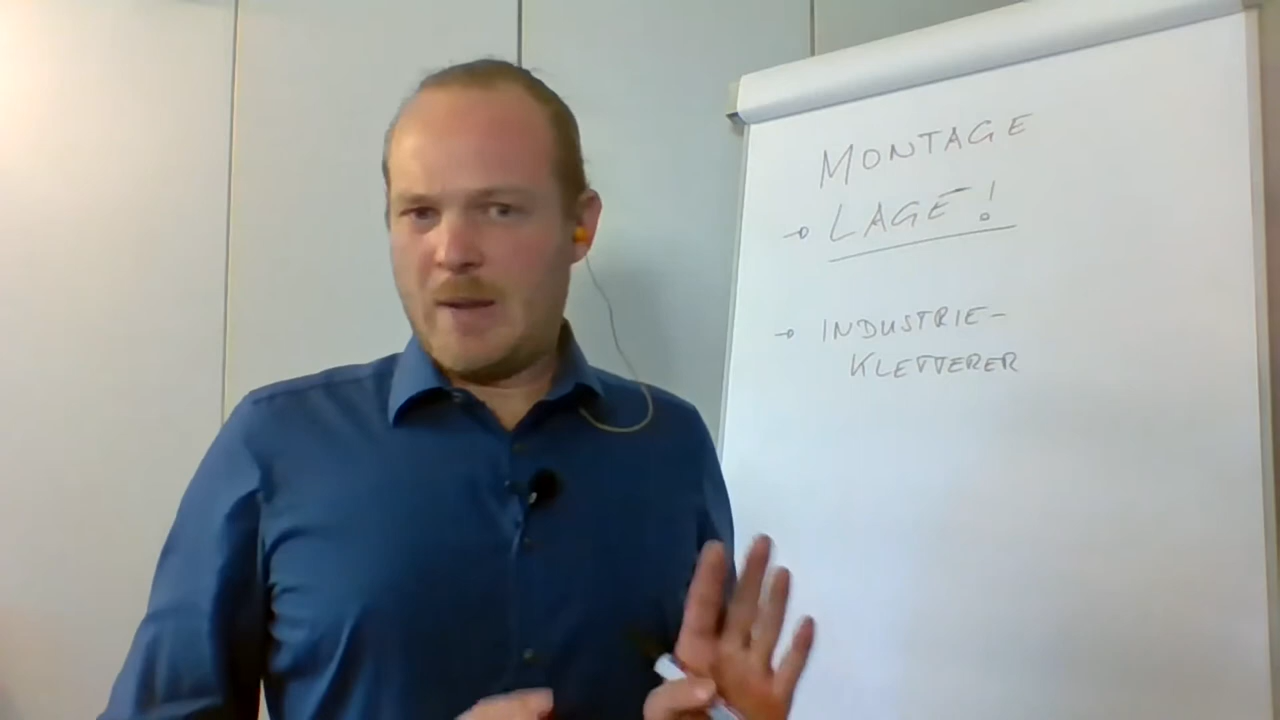 MONTAGE
→ LAGE!
→ INDUSTRIE-
KLETTERER